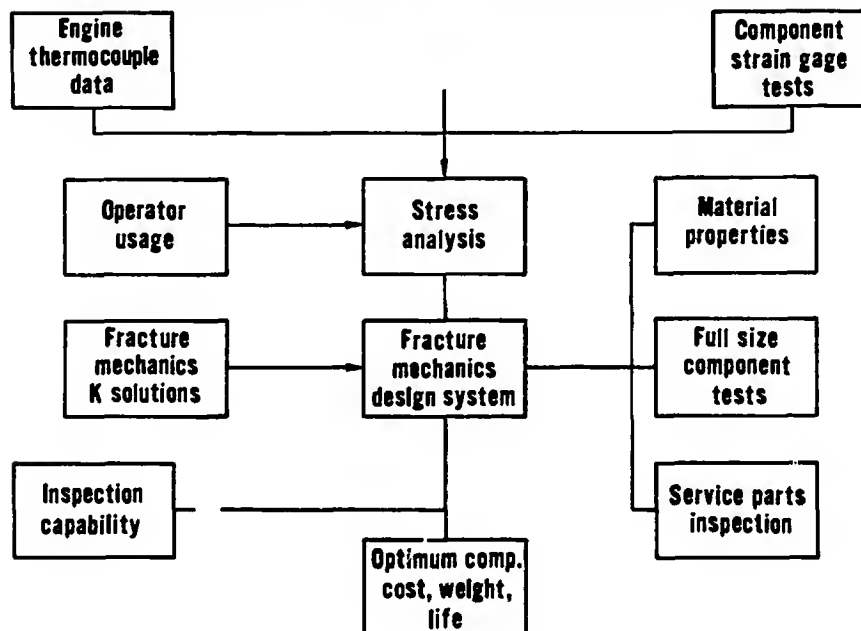 Engine
thermocouple
data
Component
strain gage
tests
Operator
usage
Stress
analysis
Material
properties
Fracture
mechanics
K solutions
Fracture
mechanics
design system
Full size
component
tests
Inspection
capability
Service parts
inspection
Optimum comp.
cost, weight,
life